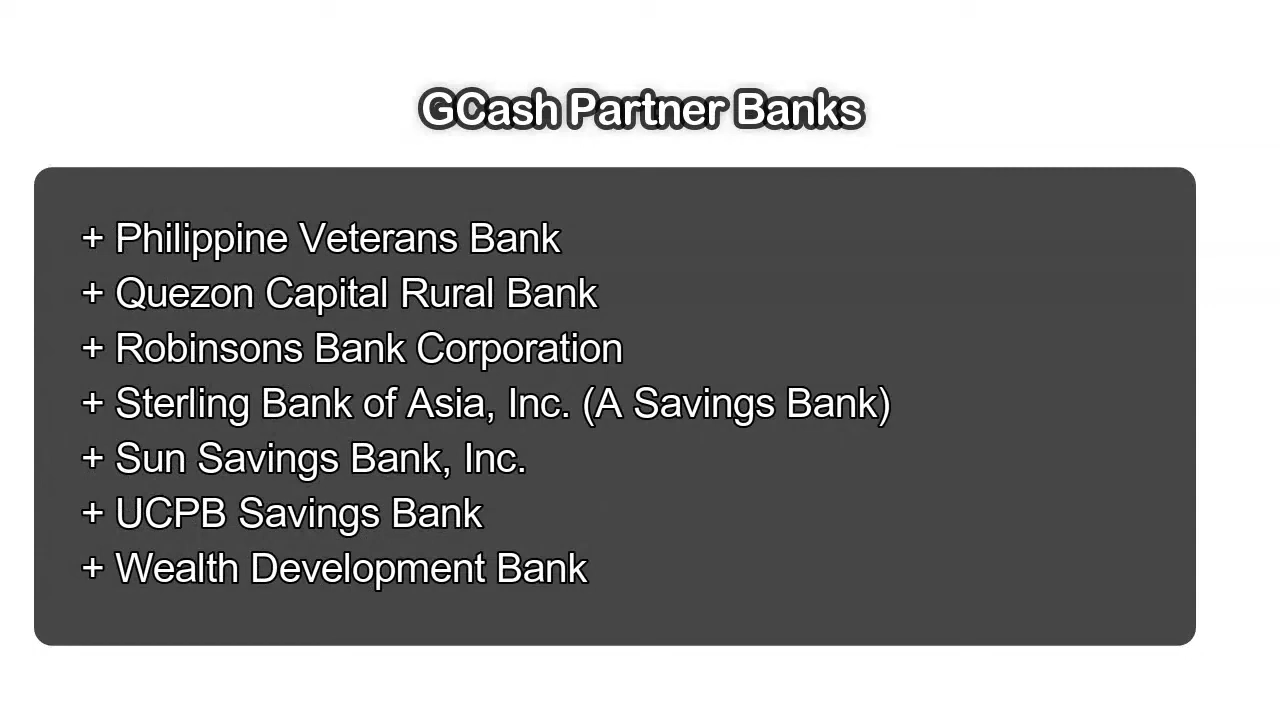 GCash Partner Banks
+ Philippine Veterans Bank
+ Quezon Capital Rural Bank
+ Robinsons Bank Corporation
+ Sterling Bank of Asia, Inc. (A Savings Bank)
+ Sun Savings Bank, Inc.
+ UCPB Savings Bank
+ Wealth Development Bank